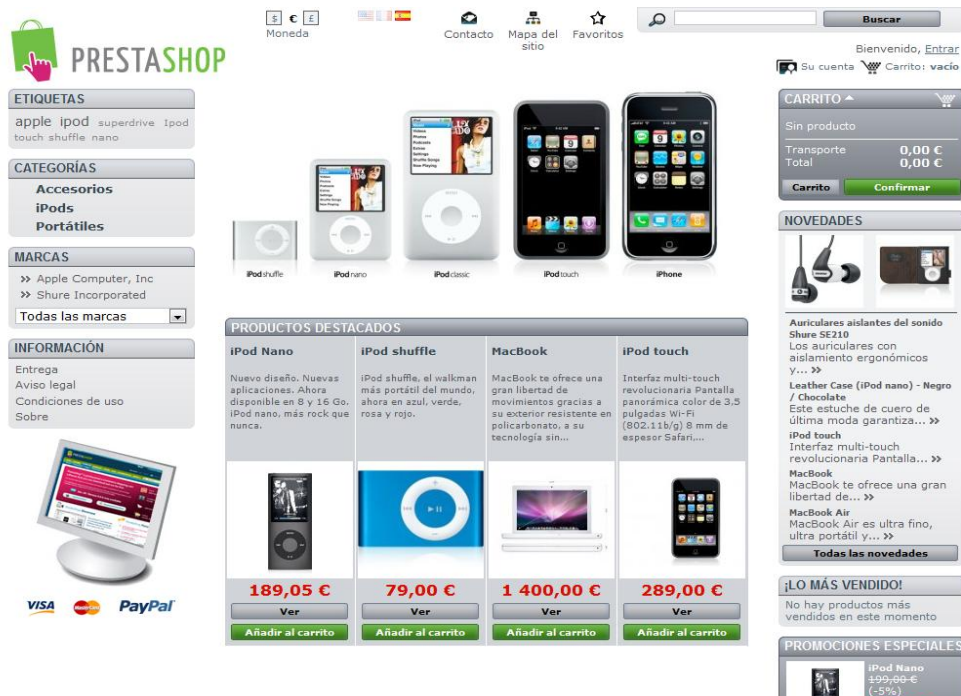 $ € £
Moneda
Contacto
Mapa del
sitio
Favoritos
Buscar
PRESTASHOP
Bienvenido, Entrar
Su cuenta Carrito: vacío
ETIQUETAS
apple ipod superdrive Ipod
touch shuffle nano
CATEGORÍAS
Accesorios
iPods
Portátiles
MARCAS
>> Apple Computer, Inc
>> Shure Incorporated
Todas las marcas
INFORMACIÓN
Entrega
Aviso legal
Condiciones de uso
Sobre
VISA MasterCard PayPal
iPod shuffle
iPod nano
iPod classic
iPod touch
iPhone
PRODUCTOS DESTACADOS
iPod Nano
Nuevo diseño. Nuevas
aplicaciones. Ahora
disponible en 8 y 16 Go.
iPod nano, más rock que
nunca.
189,05 €
Ver
Añadir al carrito
iPod shuffle
iPod shuffle, el walkman
más portátil del mundo,
ahora en azul, verde,
rosa y rojo.
79,00 €
Ver
Añadir al carrito
MacBook
MacBook te ofrece una
gran libertad de
movimientos gracias a
su exterior resistente en
policarbonato, a su
tecnología sin...
1 400,00 €
Ver
Añadir al carrito
iPod touch
Interfaz multi-touch
revolucionaria Pantalla
panorámica color de 3,5
pulgadas Wi-Fi
(802.11b/g) 8 mm de
espesor Safari,...
289,00 €
Ver
Añadir al carrito
CARRITO
Sin producto
Transporte 0,00 €
Total 0,00 €
Carrito Confirmar
NOVEDADES
Auriculares aislantes del sonido
Shure SE210
Los auriculares con
aislamiento ergonómicos
y... >>
Leather Case (iPod nano) - Negro
/ Chocolate
Este estuche de cuero de
última moda garantiza... >>
iPod touch
Interfaz multi-touch
revolucionaria Pantalla... >>
MacBook
MacBook te ofrece una gran
libertad de... >>
MacBook Air
MacBook Air es ultra fino,
ultra portátil y... >>
Todas las novedades
¡LO MÁS VENDIDO!
No hay productos más
vendidos en este momento
PROMOCIONES ESPECIALES
iPod Nano
199,00 €
(-5%)